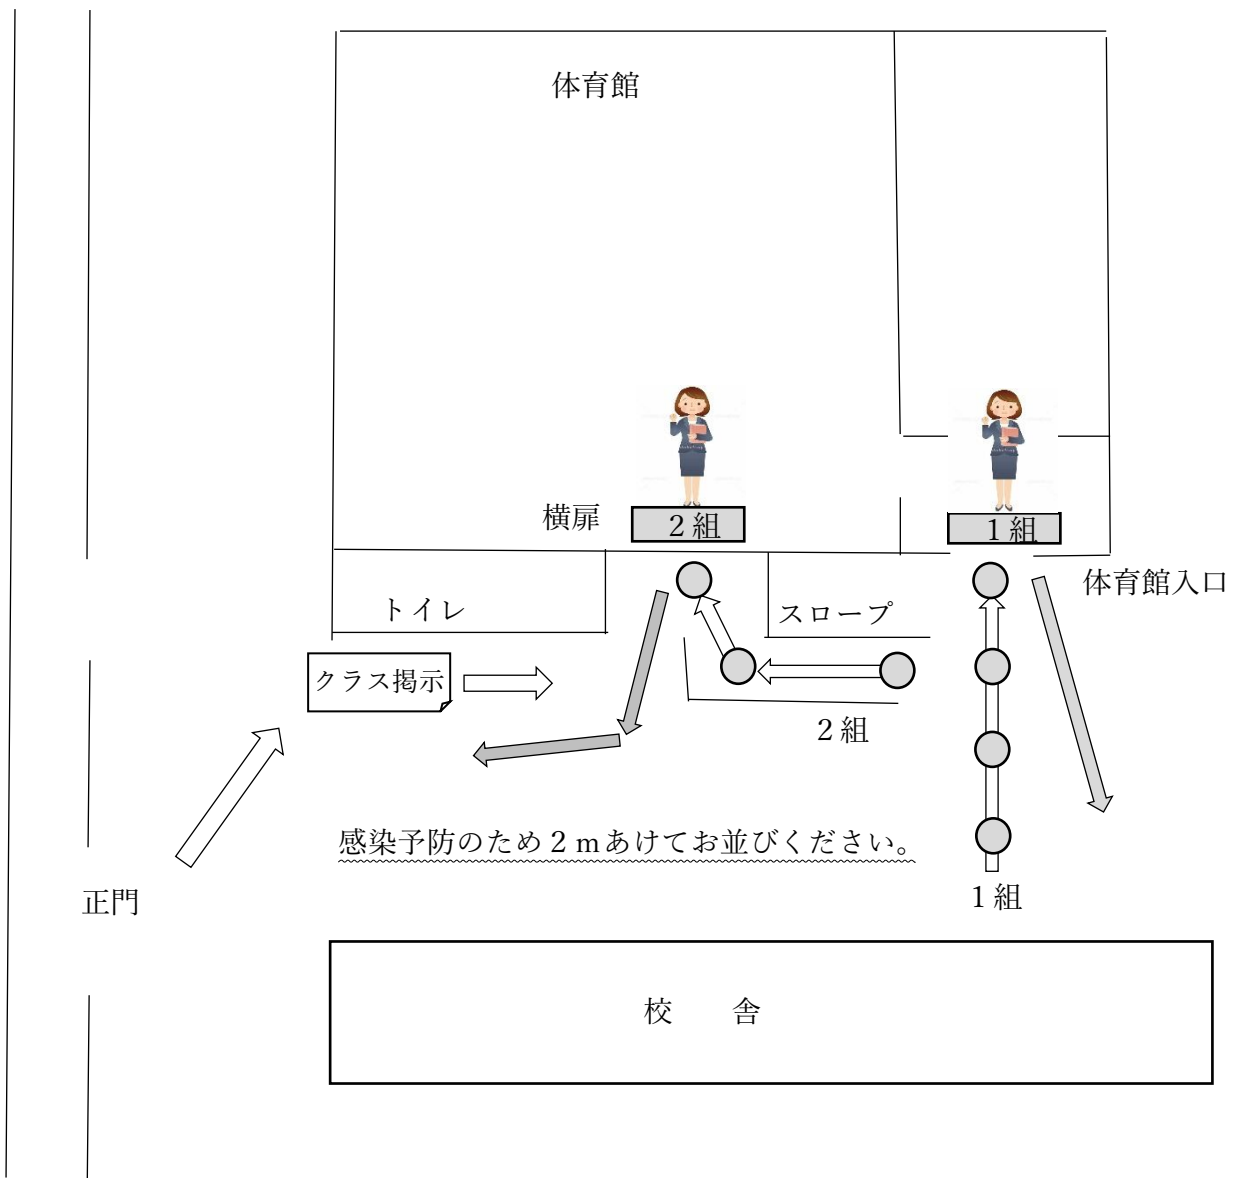 体育館
横扉
２組
１組
体育館入口
トイレ
スロープ
クラス掲示
２組
感染予防のため２ｍあけてお並びください。
１組
正門
校　　舎